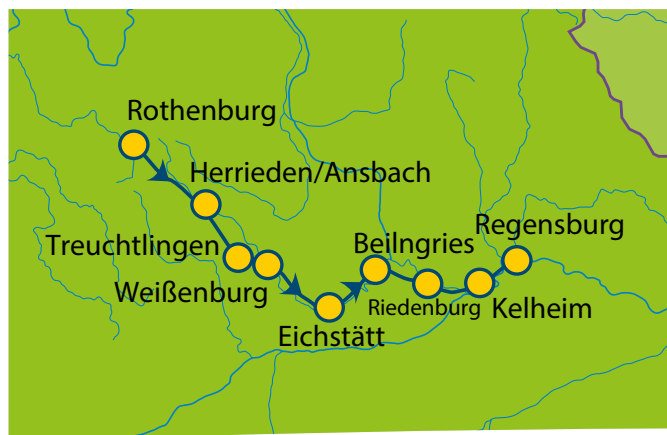 Rothenburg
Herrieden/Ansbach
Treuchtlingen
Weißenburg
Eichstätt
Beilngries
Riedenburg
Kelheim
Regensburg